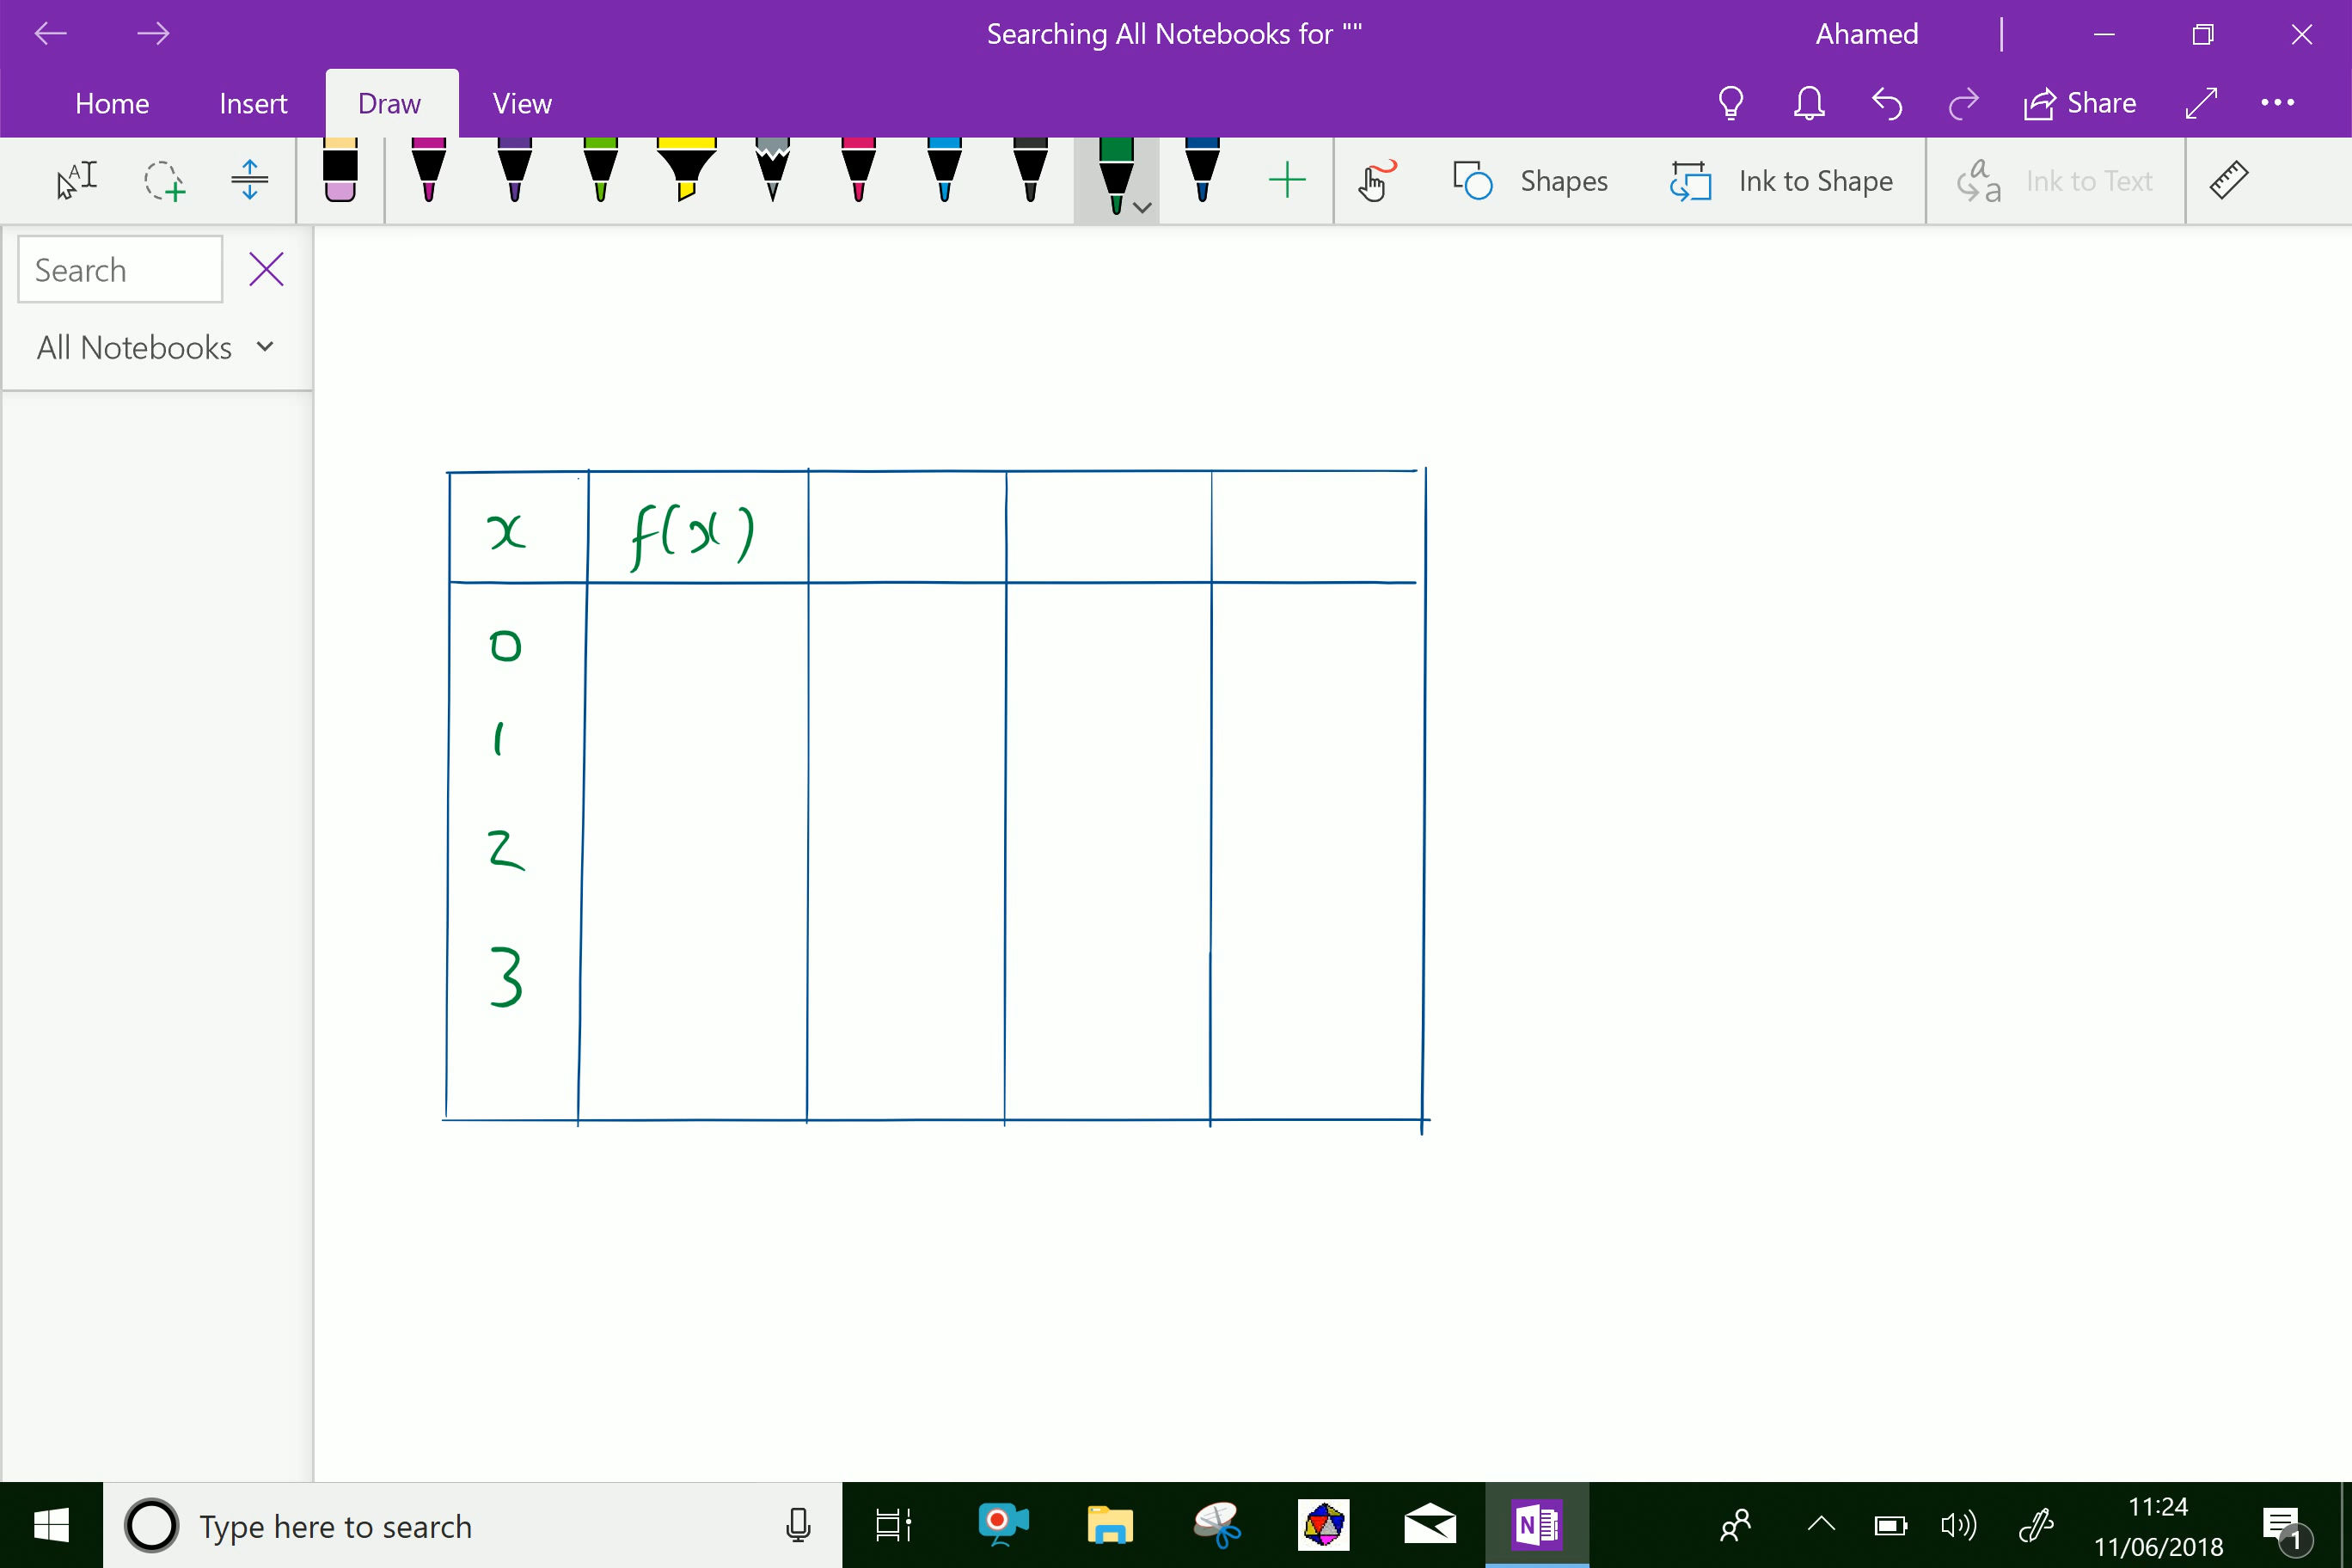 Searching All Notebooks for ""
Ahamed
Home Insert Draw View
Share
Shapes Ink to Shape Ink to Text
Search
All Notebooks
x f(x)
0
1
2
3
Type here to search
11:24
11/06/2018
1